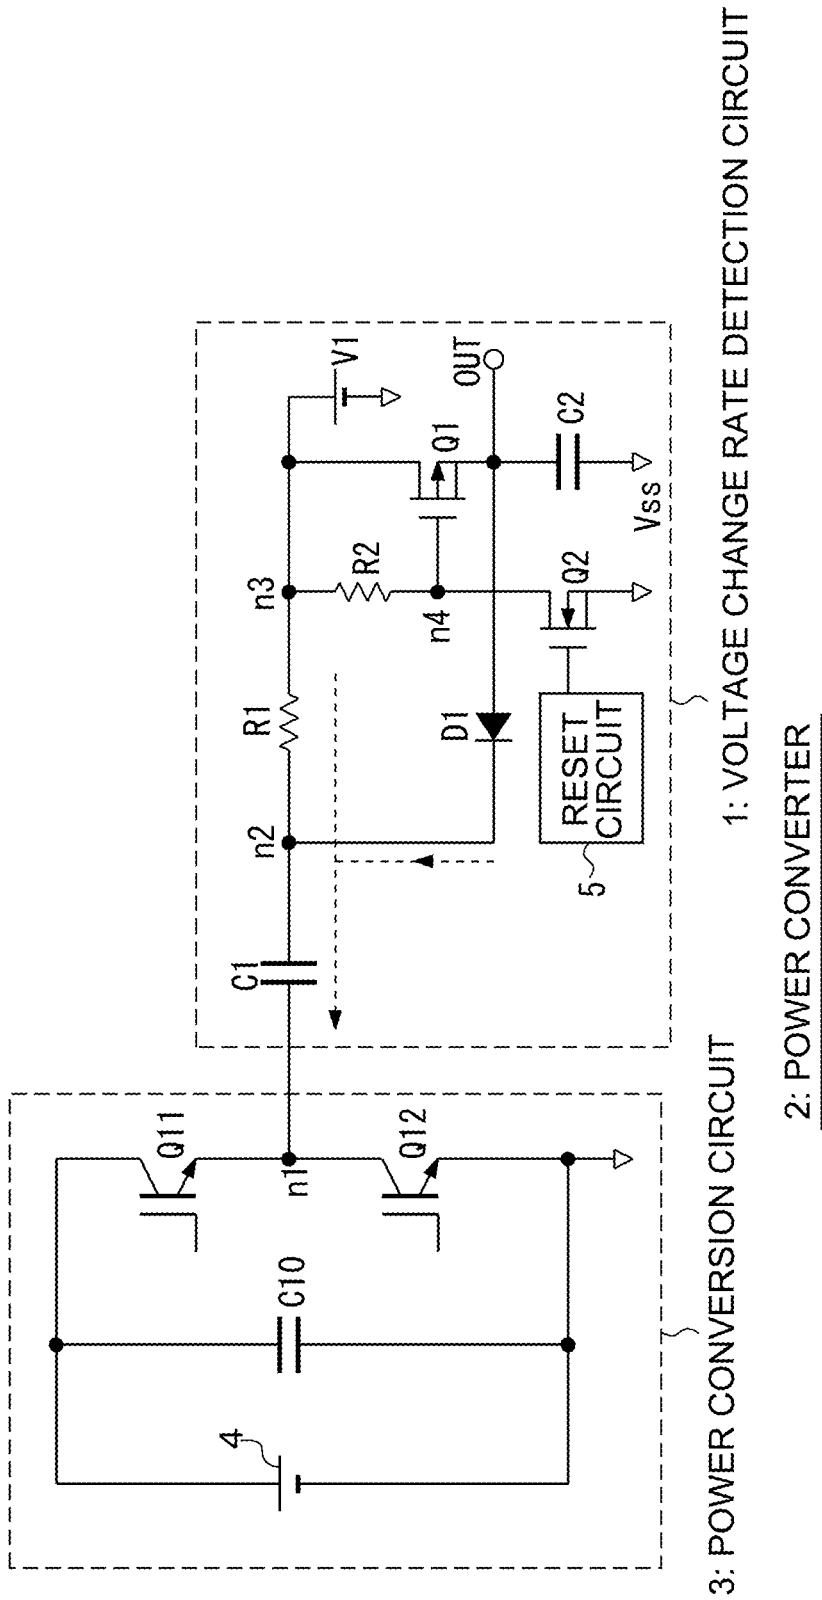 4
C10
Q11
n1
Q12
C1
n2
R1
n3
V1
R2
n4
Q1
OUT
D1
C2
Q2
Vss
RESET
CIRCUIT
5
3: POWER CONVERSION CIRCUIT
1: VOLTAGE CHANGE RATE DETECTION CIRCUIT
2: POWER CONVERTER